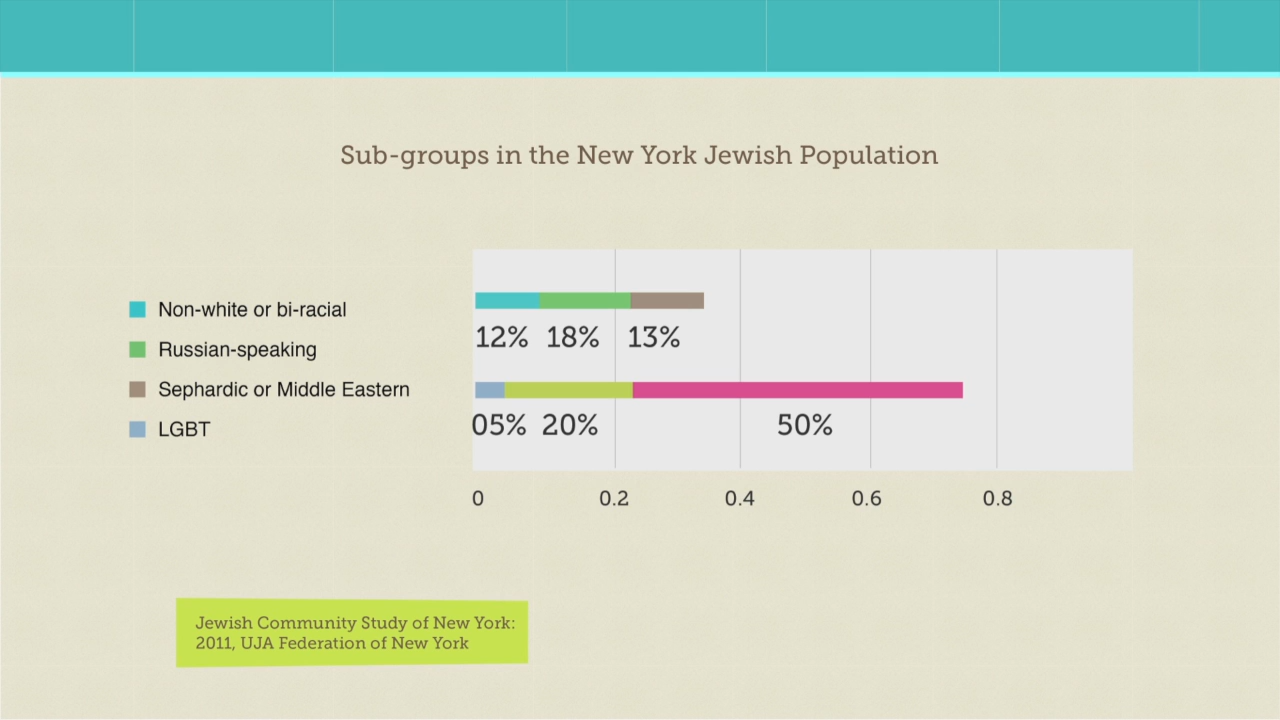 Sub-groups in the New York Jewish Population
Non-white or bi-racial
Russian-speaking
Sephardic or Middle Eastern
LGBT
12% 18% 13%
05% 20% 50%
0 0.2 0.4 0.6 0.8
Jewish Community Study of New York:
2011, UJA Federation of New York